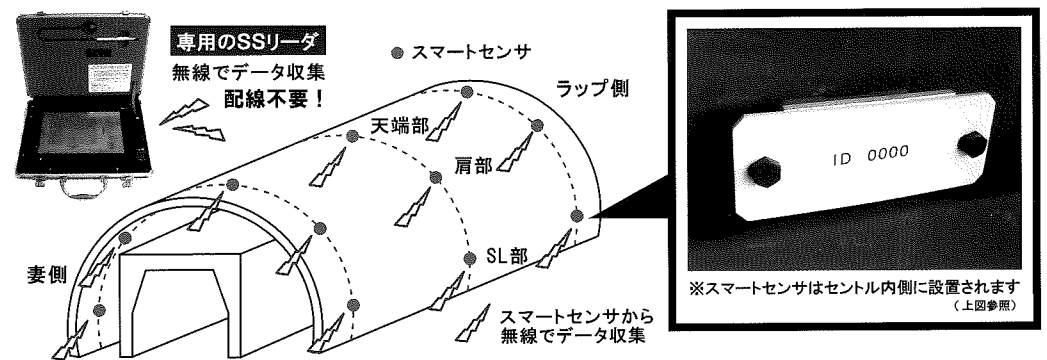 専用のSSリーダ
無線でデータ収集
配線不要！
スマートセンサ
ラップ側
天端部
肩部
SL部
妻側
スマートセンサから
無線でデータ収集
ID 0000
※スマートセンサはセントル内側に設置されます
（上図参照）